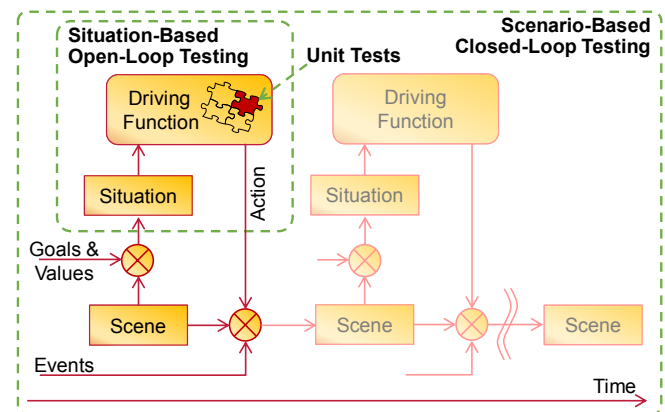 Situation-Based
Open-Loop Testing
Unit Tests
Scenario-Based
Closed-Loop Testing
Driving
Function
Driving
Function
Situation
Action
Situation
Goals &
Values
Scene
Scene
Scene
Events
Time